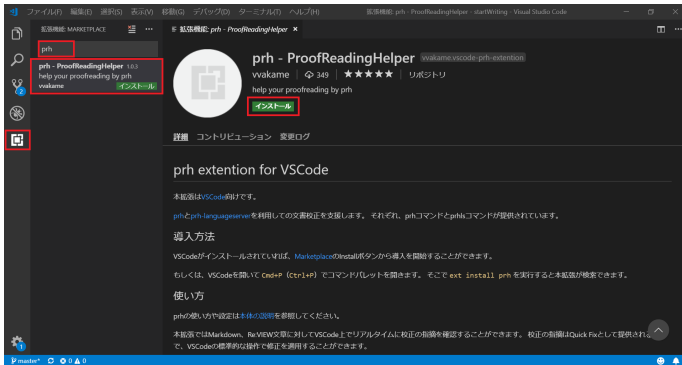 ファイル(F) 編集(E) 選択(S) 表示(V) 移動(G) デバッグ(D) ターミナル(T) ヘルプ(H) 拡張機能: prh - ProofReadingHelper - startWriting - Visual Studio Code
拡張機能: MARKETPLACE
拡張機能: prh - ProofReadingHelper
prh
prh - ProofReadingHelper 1.0.3
help your proofreading by prh
vvakame インストール
prh - ProofReadingHelper vvakame.vscode-prh-extention
vvakame 349 ★★★★★ リポジトリ
help your proofreading by prh
インストール
詳細 コントリビューション 変更ログ
prh extention for VSCode
本拡張はVSCode向けです。
prhとprh-languageserverを利用しての文書校正を支援します。 それぞれ、prhコマンドとprhlsコマンドが提供されています。
導入方法
VSCodeがインストールされていれば、MarketplaceのInstallボタンから導入を開始することができます。
もしくは、VSCodeを開いて Cmd+P (Ctrl+P) でコマンドパレットを開きます。 そこで ext install prh を実行すると本拡張が検索できます。
使い方
prhの使い方や設定は本体の説明を参照してください。
本拡張ではMarkdown、Re:VIEW文章に対してVSCode上でリアルタイムに校正の指摘を確認することができます。 校正の指摘はQuick Fixとして提供される
で、VSCodeの標準的な操作で修正を適用することができます。
2
1
master* 0 0